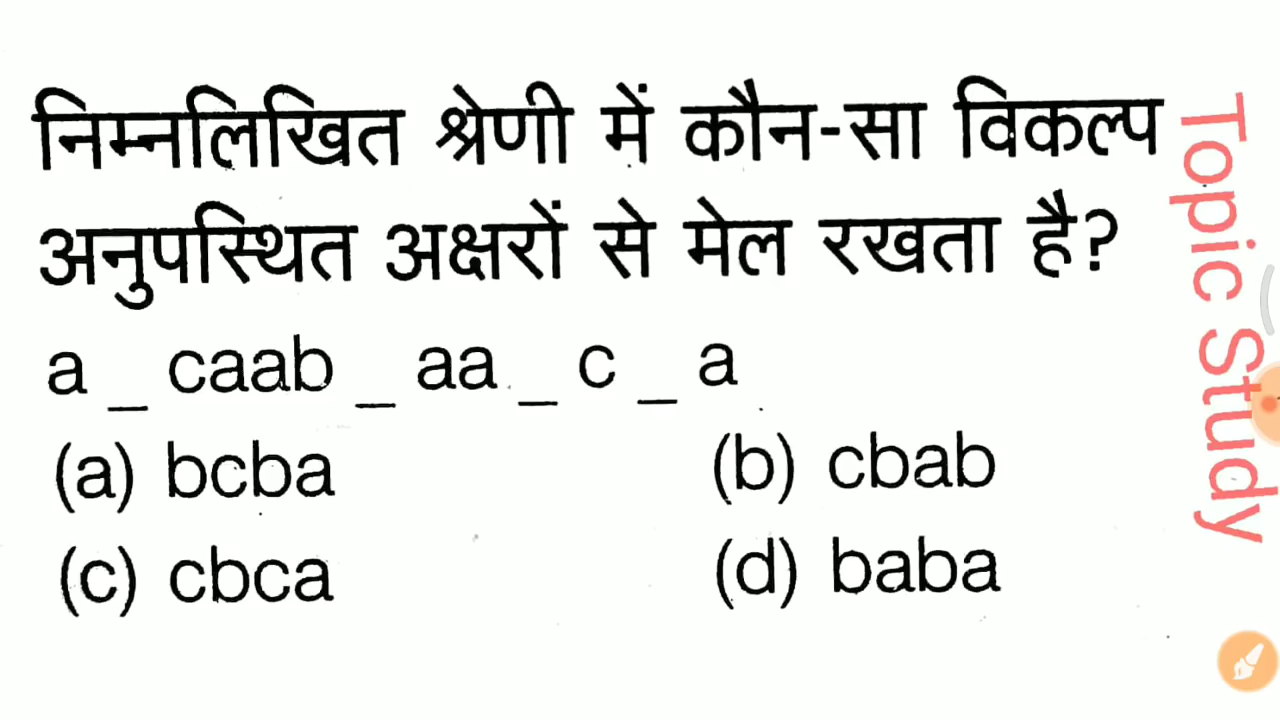 निम्नलिखित श्रेणी में कौन-सा विकल्प
अनुपस्थित अक्षरों से मेल रखता है?
a _ caab _ aa _ c _ a
(a) bcba (b) cbab
(c) cbca (d) baba
Topic Study